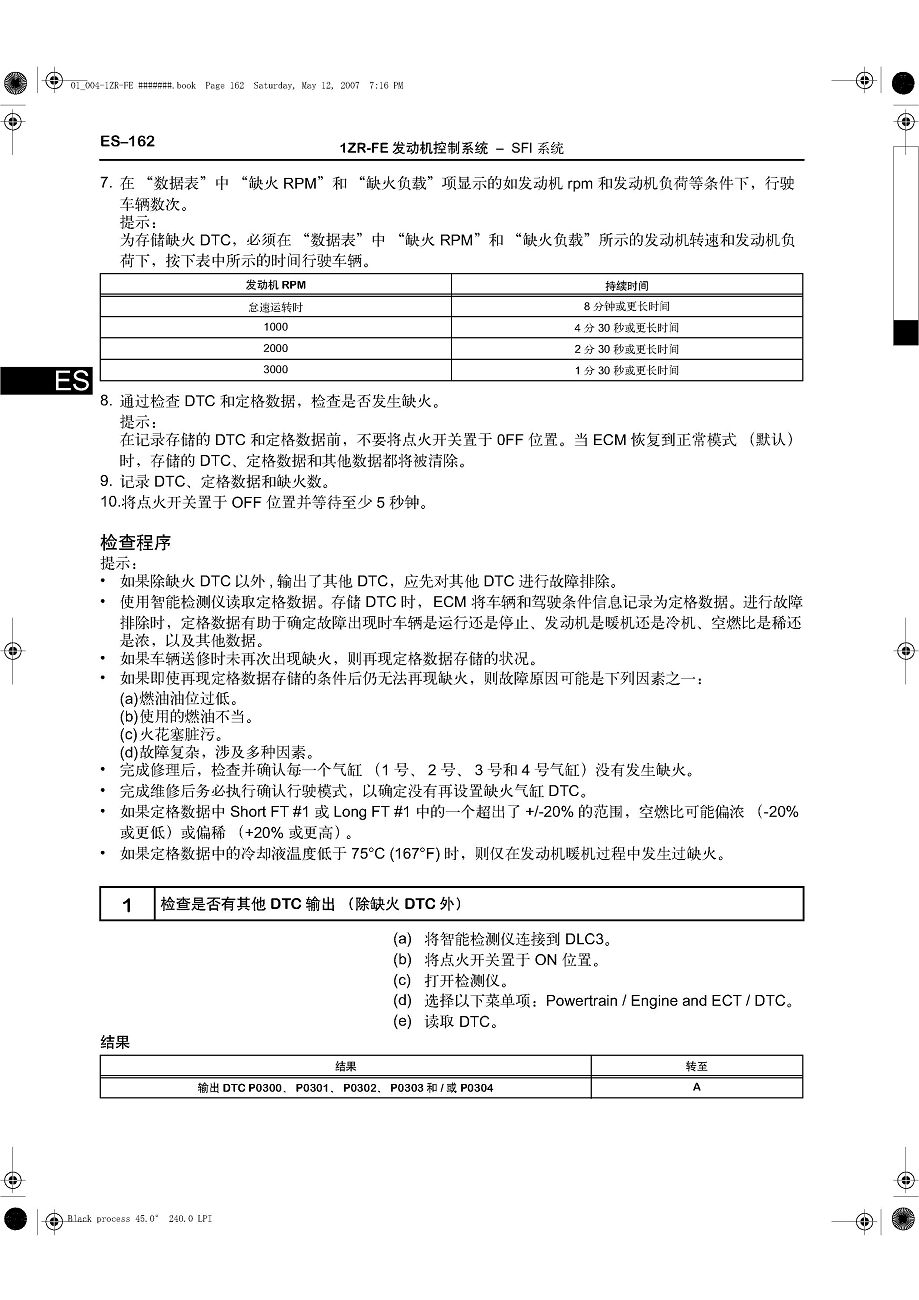 01_004-1ZR-FE #######.book Page 162 Saturday, May 12, 2007 7:16 PM
ES–162
1ZR-FE 发动机控制系统 – SFI 系统
7. 在“数据表”中“缺火 RPM”和“缺火负载”项显示的如发动机 rpm 和发动机负荷等条件下，行驶
车辆数次。
提示：
为存储缺火 DTC，必须在“数据表”中“缺火 RPM”和“缺火负载”所示的发动机转速和发动机负
荷下，按下表中所示的时间行驶车辆。
发动机 RPM 持续时间
怠速运转时 8 分钟或更长时间
1000 4 分 30 秒或更长时间
2000 2 分 30 秒或更长时间
3000 1 分 30 秒或更长时间
ES
8. 通过检查 DTC 和定格数据，检查是否发生缺火。
提示：
在记录存储的 DTC 和定格数据前，不要将点火开关置于 0FF 位置。当 ECM 恢复到正常模式（默认）
时，存储的 DTC、定格数据和其他数据都将被清除。
9. 记录 DTC、定格数据和缺火数。
10.将点火开关置于 OFF 位置并等待至少 5 秒钟。
检查程序
提示：
• 如果除缺火 DTC 以外 , 输出了其他 DTC，应先对其他 DTC 进行故障排除。
• 使用智能检测仪读取定格数据。存储 DTC 时，ECM 将车辆和驾驶条件信息记录为定格数据。进行故障
排除时，定格数据有助于确定故障出现时车辆是运行还是停止、发动机是暖机还是冷机、空燃比是稀还
是浓，以及其他数据。
• 如果车辆送修时未再次出现缺火，则再现定格数据存储的状况。
• 如果即使再现定格数据存储的条件后仍无法再现缺火，则故障原因可能是下列因素之一：
(a)燃油油位过低。
(b)使用的燃油不当。
(c)火花塞脏污。
(d)故障复杂，涉及多种因素。
• 完成修理后，检查并确认每一个气缸（1 号、2 号、3 号和 4 号气缸）没有发生缺火。
• 完成维修后务必执行确认行驶模式，以确定没有再设置缺火气缸 DTC。
• 如果定格数据中 Short FT #1 或 Long FT #1 中的一个超出了 +/-20% 的范围，空燃比可能偏浓（-20%
或更低）或偏稀（+20% 或更高）。
• 如果定格数据中的冷却液温度低于 75°C (167°F) 时，则仅在发动机暖机过程中发生过缺火。
1 检查是否有其他 DTC 输出（除缺火 DTC 外）
(a) 将智能检测仪连接到 DLC3。
(b) 将点火开关置于 ON 位置。
(c) 打开检测仪。
(d) 选择以下菜单项：Powertrain / Engine and ECT / DTC。
(e) 读取 DTC。
结果
结果 转至
输出 DTC P0300、P0301、P0302、P0303 和 / 或 P0304 A
Black process 45.0° 240.0 LPI